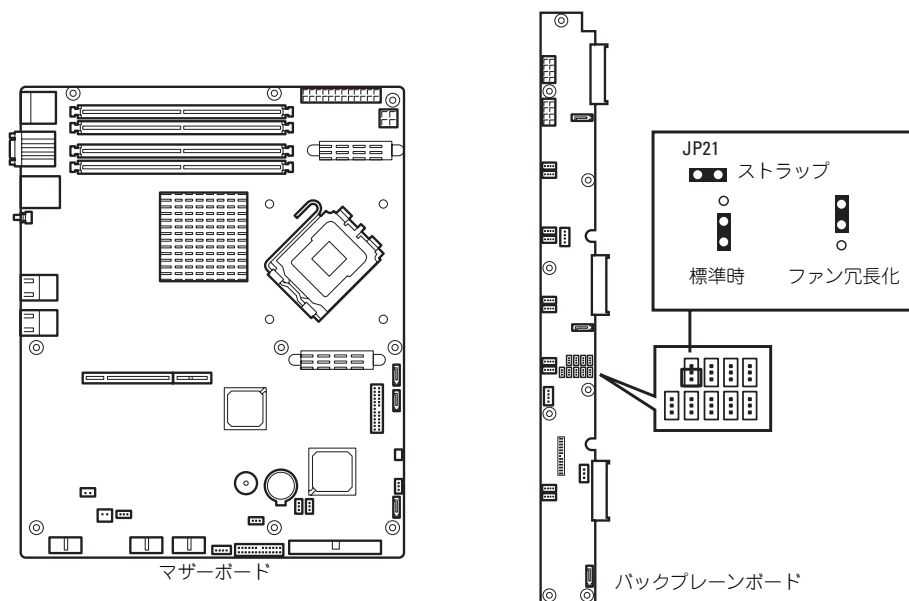 JP21
ストラップ
標準時
ファン冗長化
マザーボード
バックプレーンボード